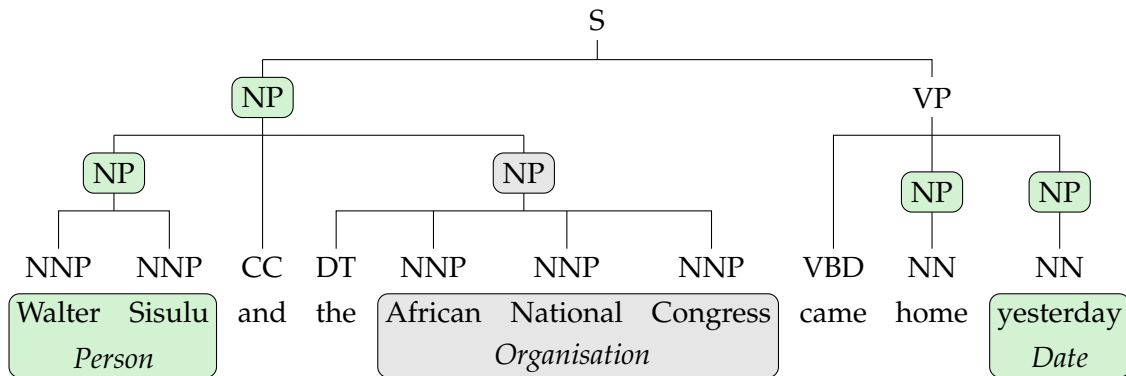 S
NP VP
NP NP NP NP
NNP NNP CC DT NNP NNP NNP VBD NN NN
Walter Sisulu and the African National Congress came home yesterday
Person Organisation Date